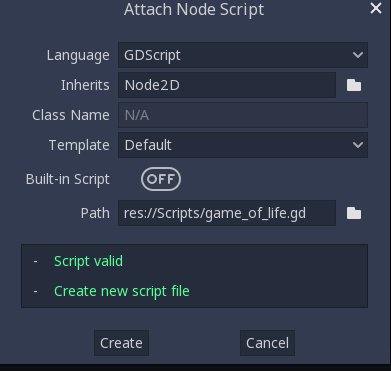 Attach Node Script
Language GDScript
Inherits Node2D
Class Name N/A
Template Default
Built-in Script OFF
Path res://Scripts/game_of_life.gd
- Script valid
- Create new script file
Create Cancel